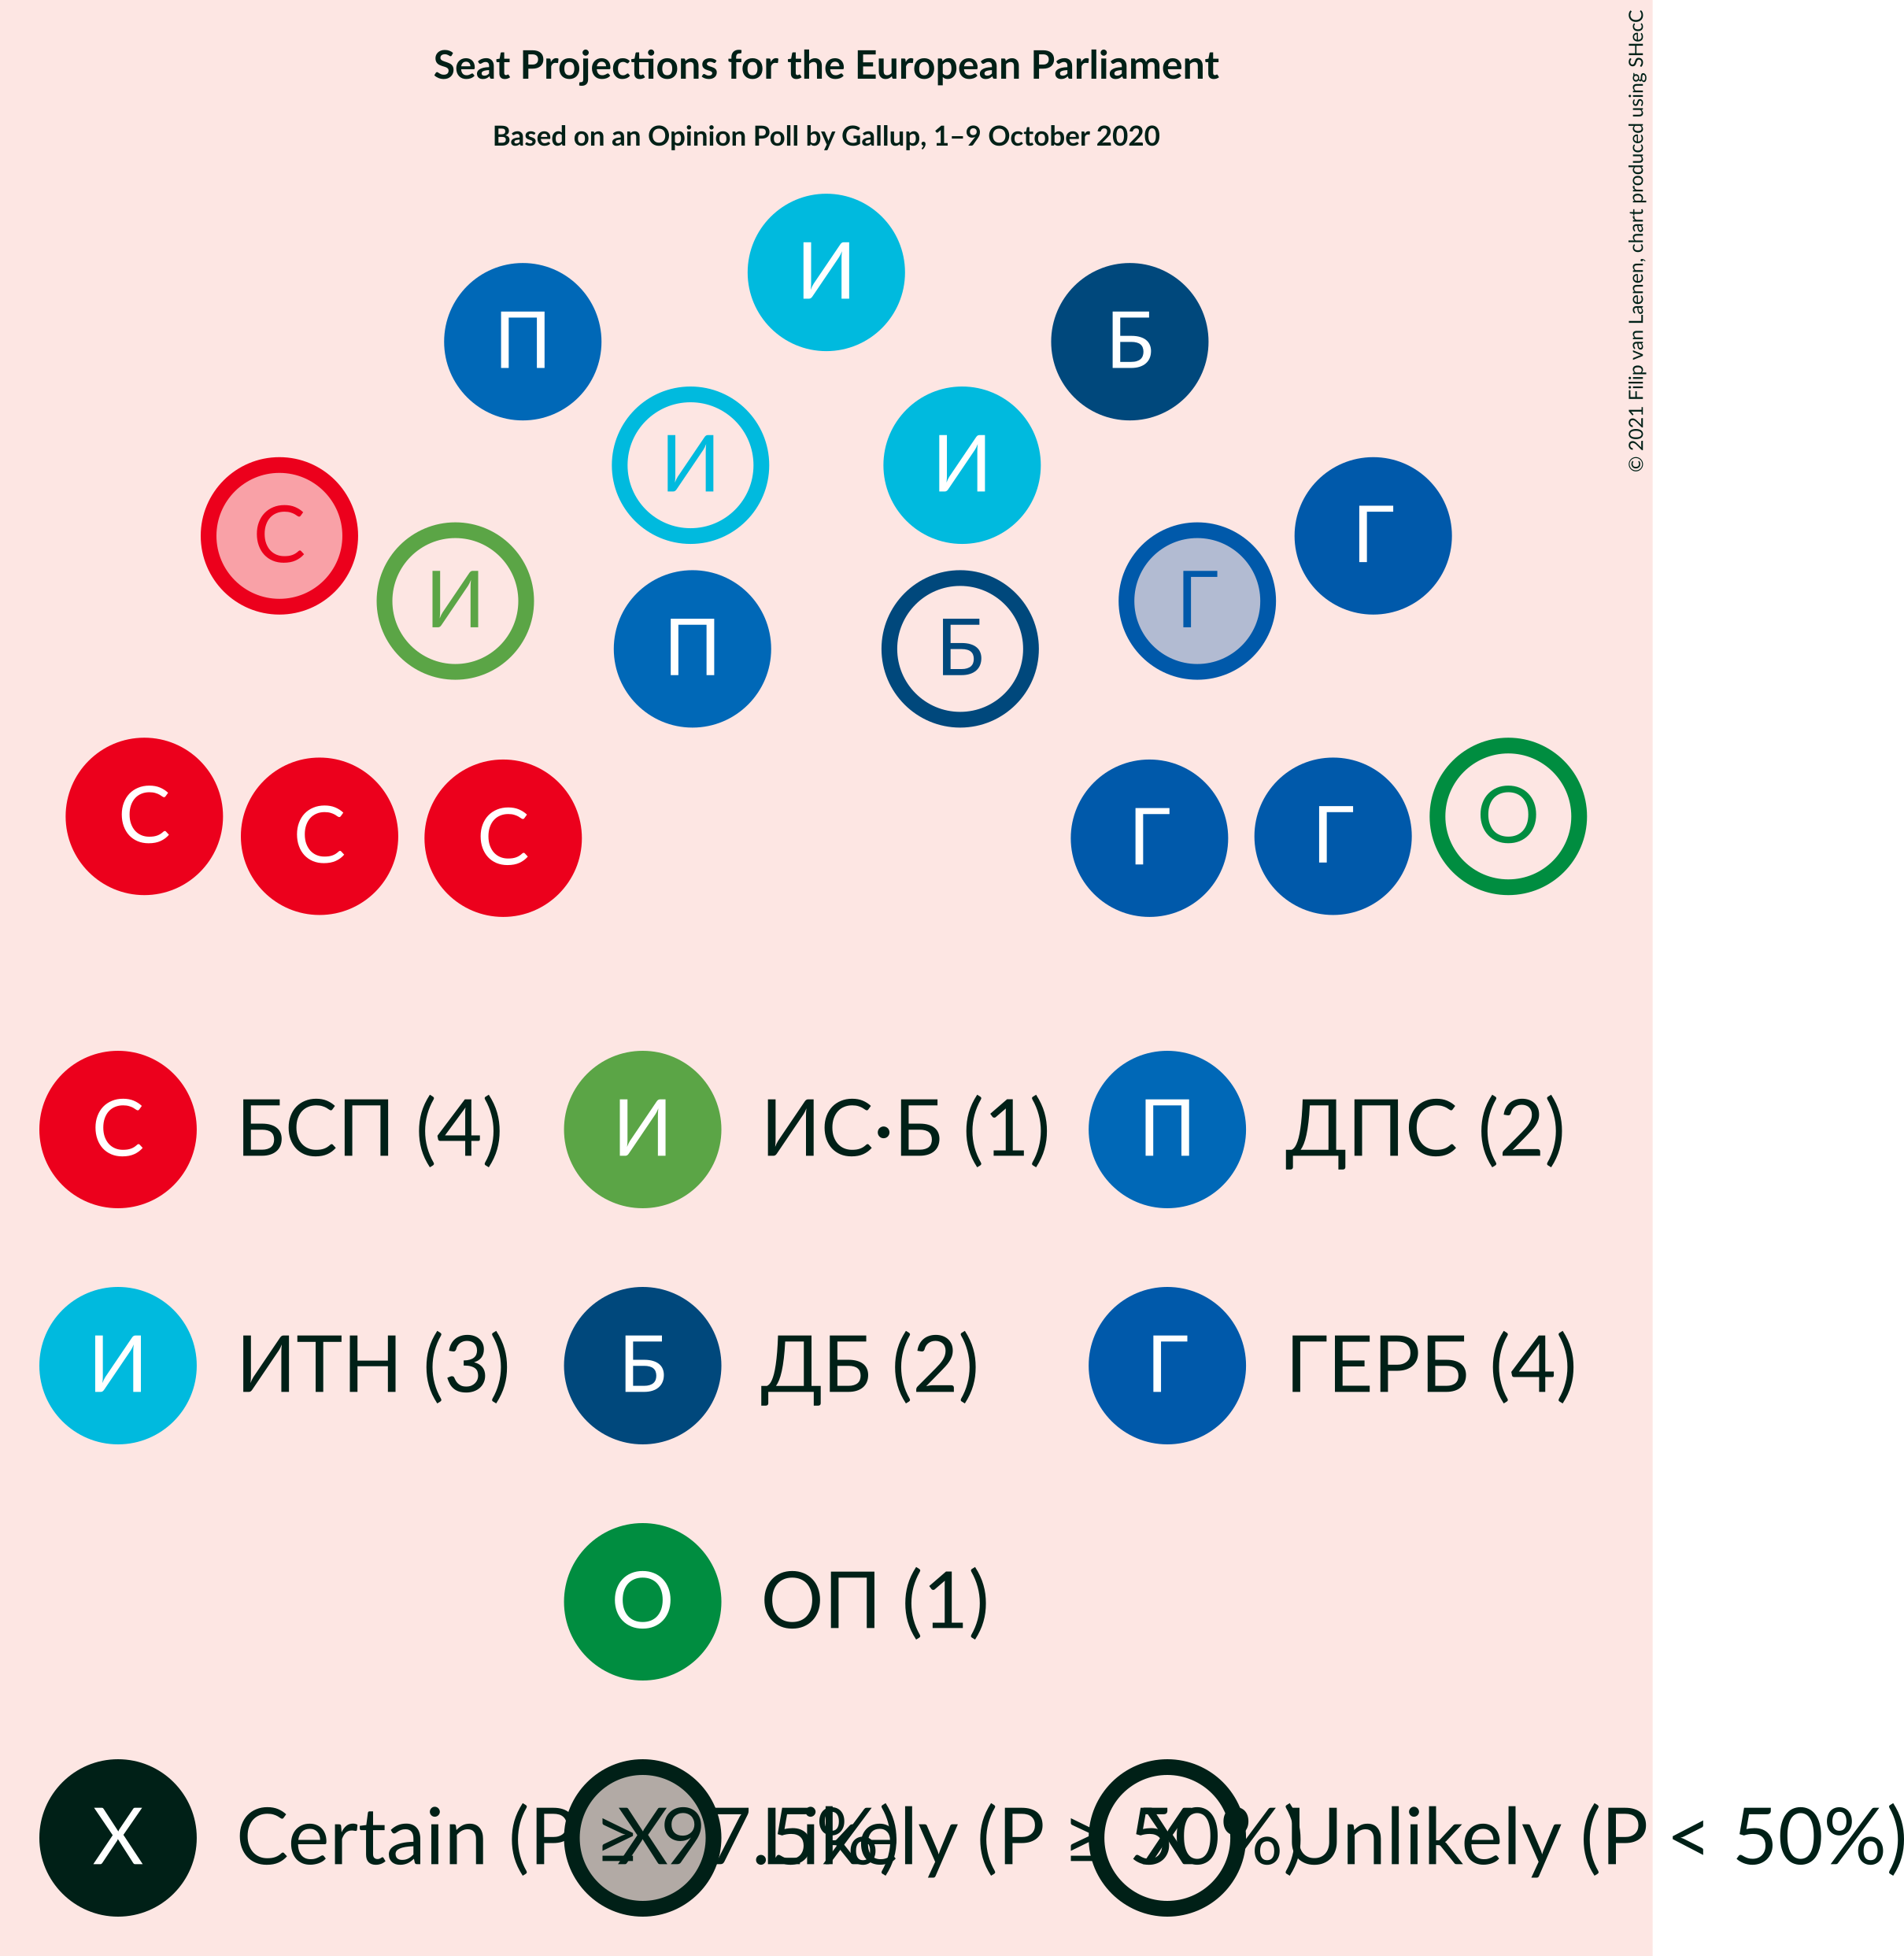 Seat Projections for the European Parliament
Based on an Opinion Poll by Gallup, 1–9 October 2020
© 2021 Filip van Laenen, chart produced using SHecC
И
П Б
И И
С Г
И Г
П Б
С О
С Г
С Г
С БСП (4) И ИС·Б (1) П ДПС (2)
И ИТН (3) Б ДБ (2) Г ГЕРБ (4)
О ОП (1)
X Certain (P ≥ 97.5%) X Likely (P ≥ 50%) X Unlikely (P < 50%)